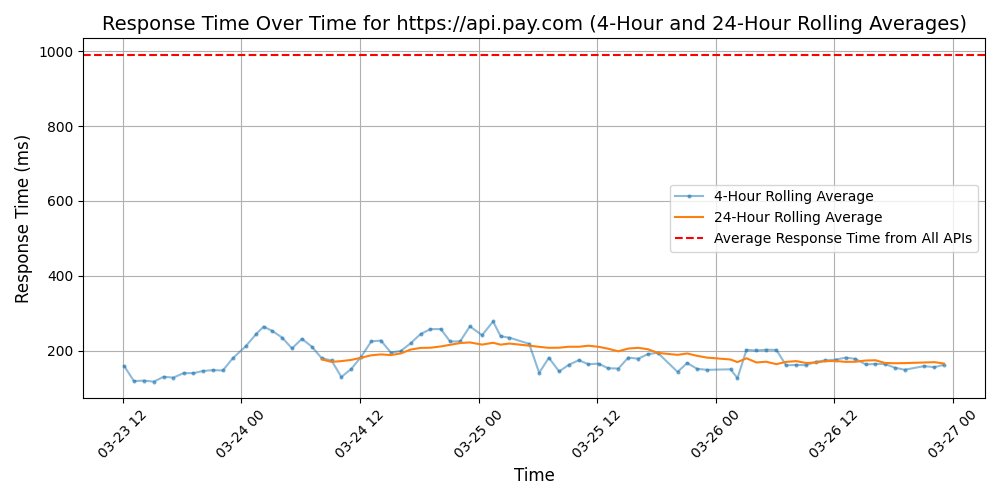 Response Time Over Time for https://api.pay.com (4-Hour and 24-Hour Rolling Averages)
Response Time (ms)
1000
800
600
400
200
4-Hour Rolling Average
24-Hour Rolling Average
Average Response Time from All APIs
03-23 12
03-24 00
03-24 12
03-25 00
03-25 12
03-26 00
03-26 12
03-27 00
Time